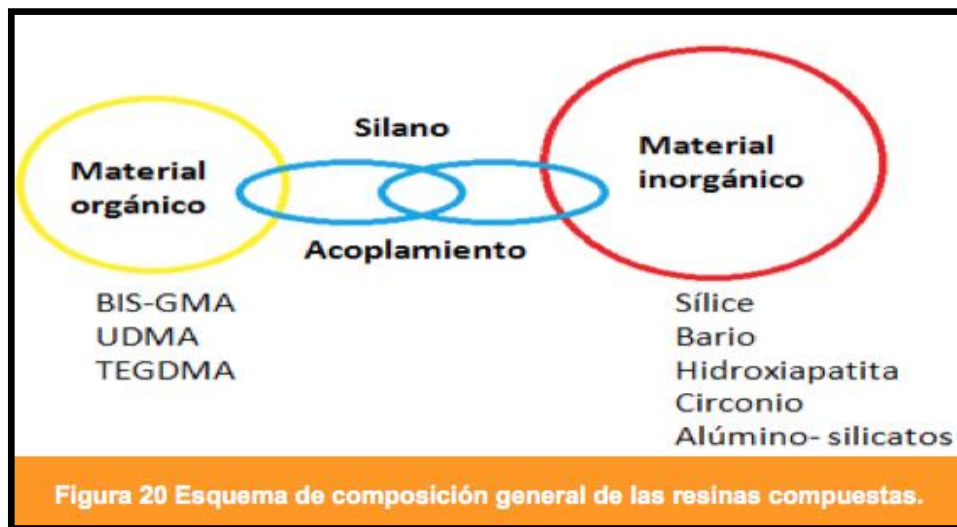 Silano
Material
orgánico
Material
inorgánico
Acoplamiento
BIS-GMA
UDMA
TEGDMA
Sílice
Bario
Hidroxiapatita
Circonio
Alúmino- silicatos
Figura 20 Esquema de composición general de las resinas compuestas.